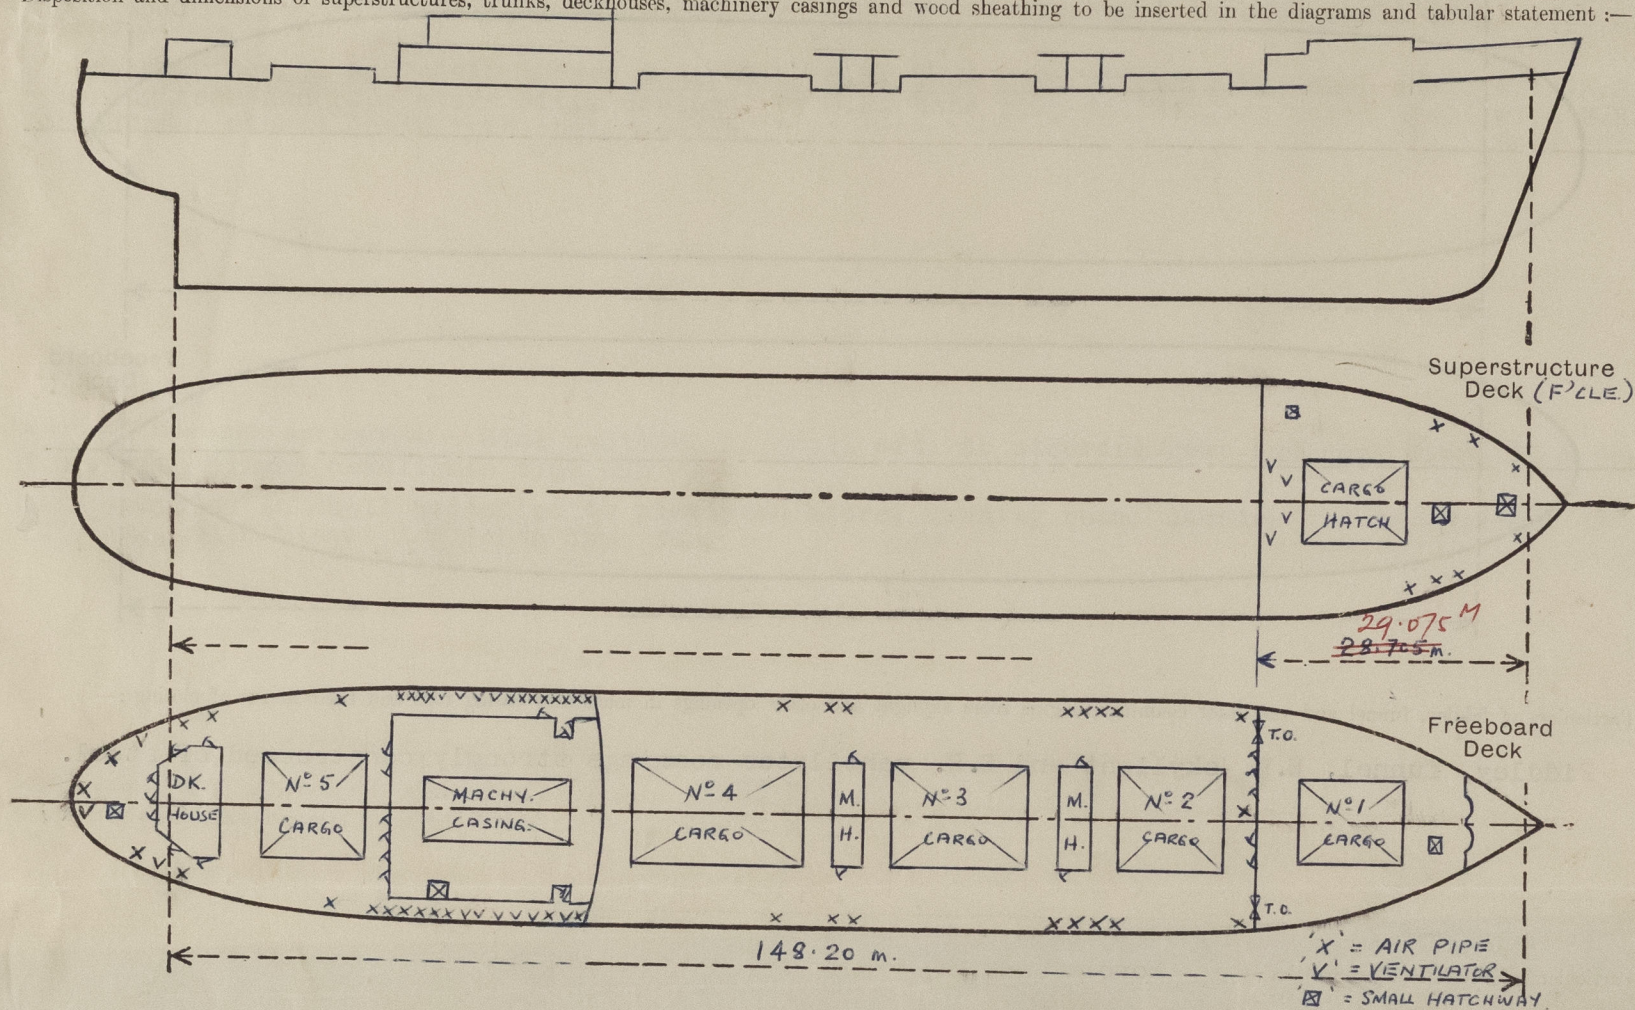 Disposition and dimensions of superstructures, trunks, deckhouses, machinery casings and wood sheathing to be inserted in the diagrams and tabular statement :—
Superstructure
Deck (F'CLE.)
CARGO
HATCH
29.075 M
28.705 m.
Freeboard
Deck
T.O.
DK.
HOUSE
Nº 5
CARGO
MACHY.
CASING.
Nº 4
CARGO
M.
H.
Nº 3
CARGO
M.
H.
Nº 2
CARGO
Nº 1
CARGO
T.O.
148.20 m.
'X' = AIR PIPE
'V' = VENTILATOR
'☒' = SMALL HATCHWAY.